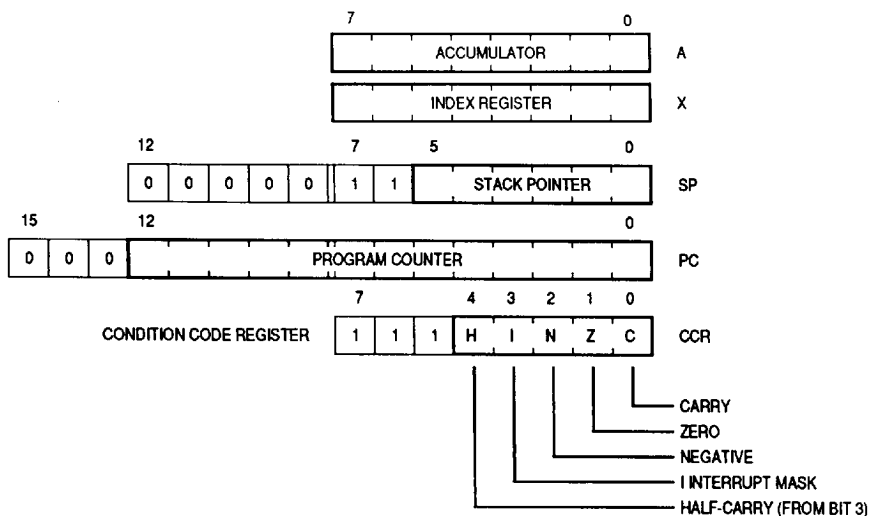 7 0
ACCUMULATOR A
INDEX REGISTER X
12 7 5 0
0 0 0 0 0 1 1 STACK POINTER SP
15 12 0
0 0 0 PROGRAM COUNTER PC
7 4 3 2 1 0
CONDITION CODE REGISTER 1 1 1 H I N Z C CCR
CARRY
ZERO
NEGATIVE
I INTERRUPT MASK
HALF-CARRY (FROM BIT 3)